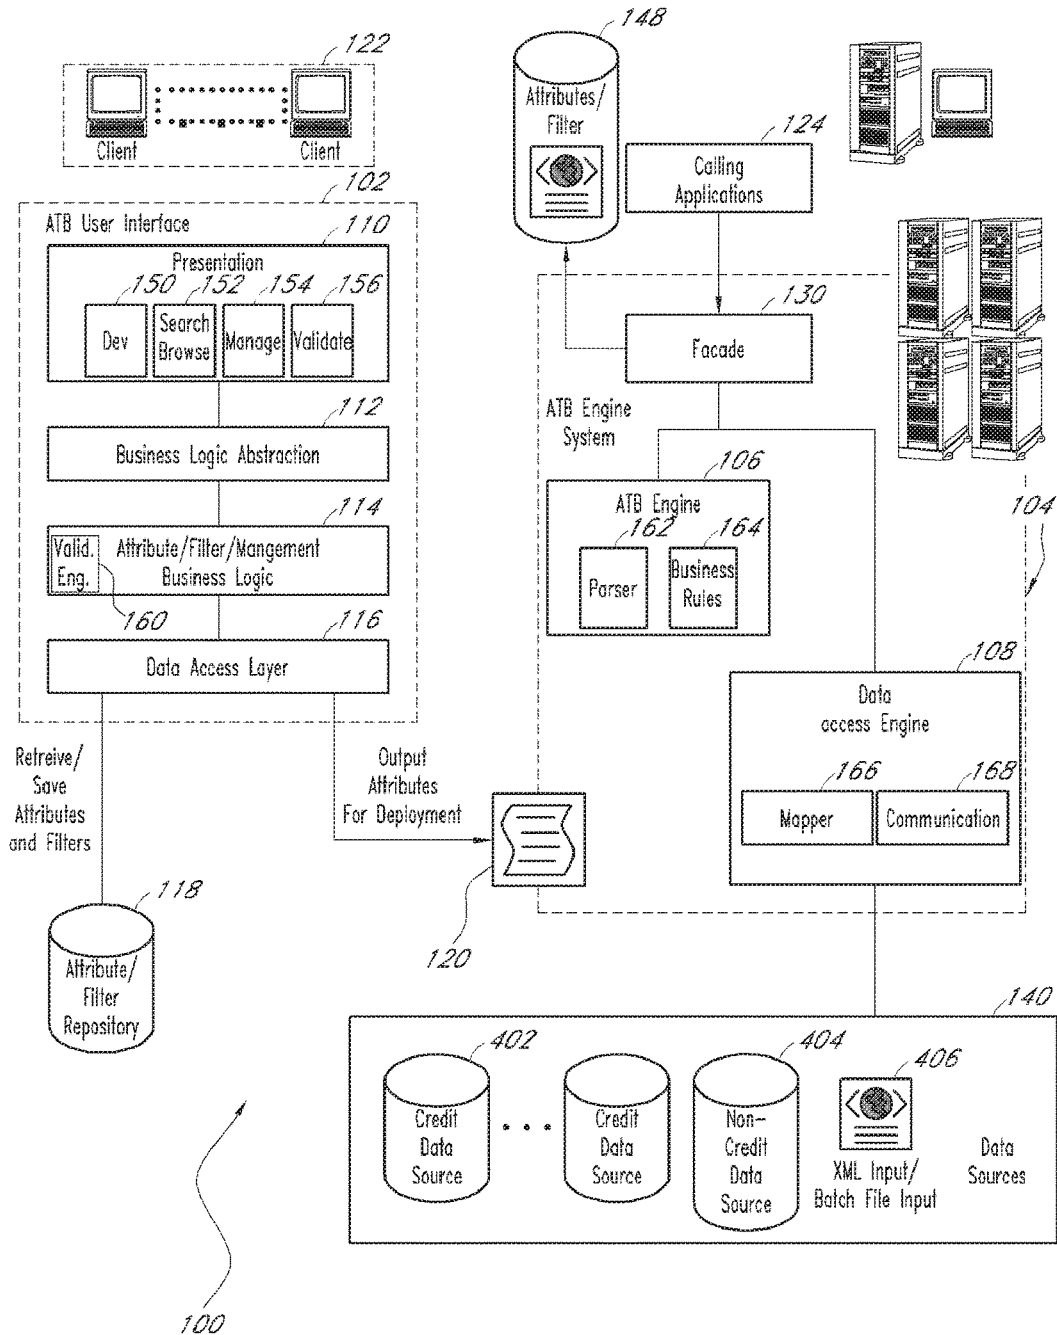 122
Client
Client
102
ATB User Interface
110
Presentation
150
152
154
156
Dev
Search
Browse
Manage
Validate
112
Business Logic Abstraction
114
Valid.
Eng.
Attribute/Filter/Mangement
Business Logic
160
116
Data Access Layer
Retreive/
Save
Attributes
and Filters
Output
Attributes
For Deployment
118
Attribute/
Filter
Repository
120
148
Attributes/
Filter
124
Calling
Applications
130
Facade
ATB Engine
System
106
ATB Engine
162
164
Parser
Business
Rules
104
108
Data
access Engine
166
168
Mapper
Communication
140
402
Credit
Data
Source
Credit
Data
Source
404
Non-
Credit
Data
Source
406
XML Input/
Batch File Input
Data
Sources
100